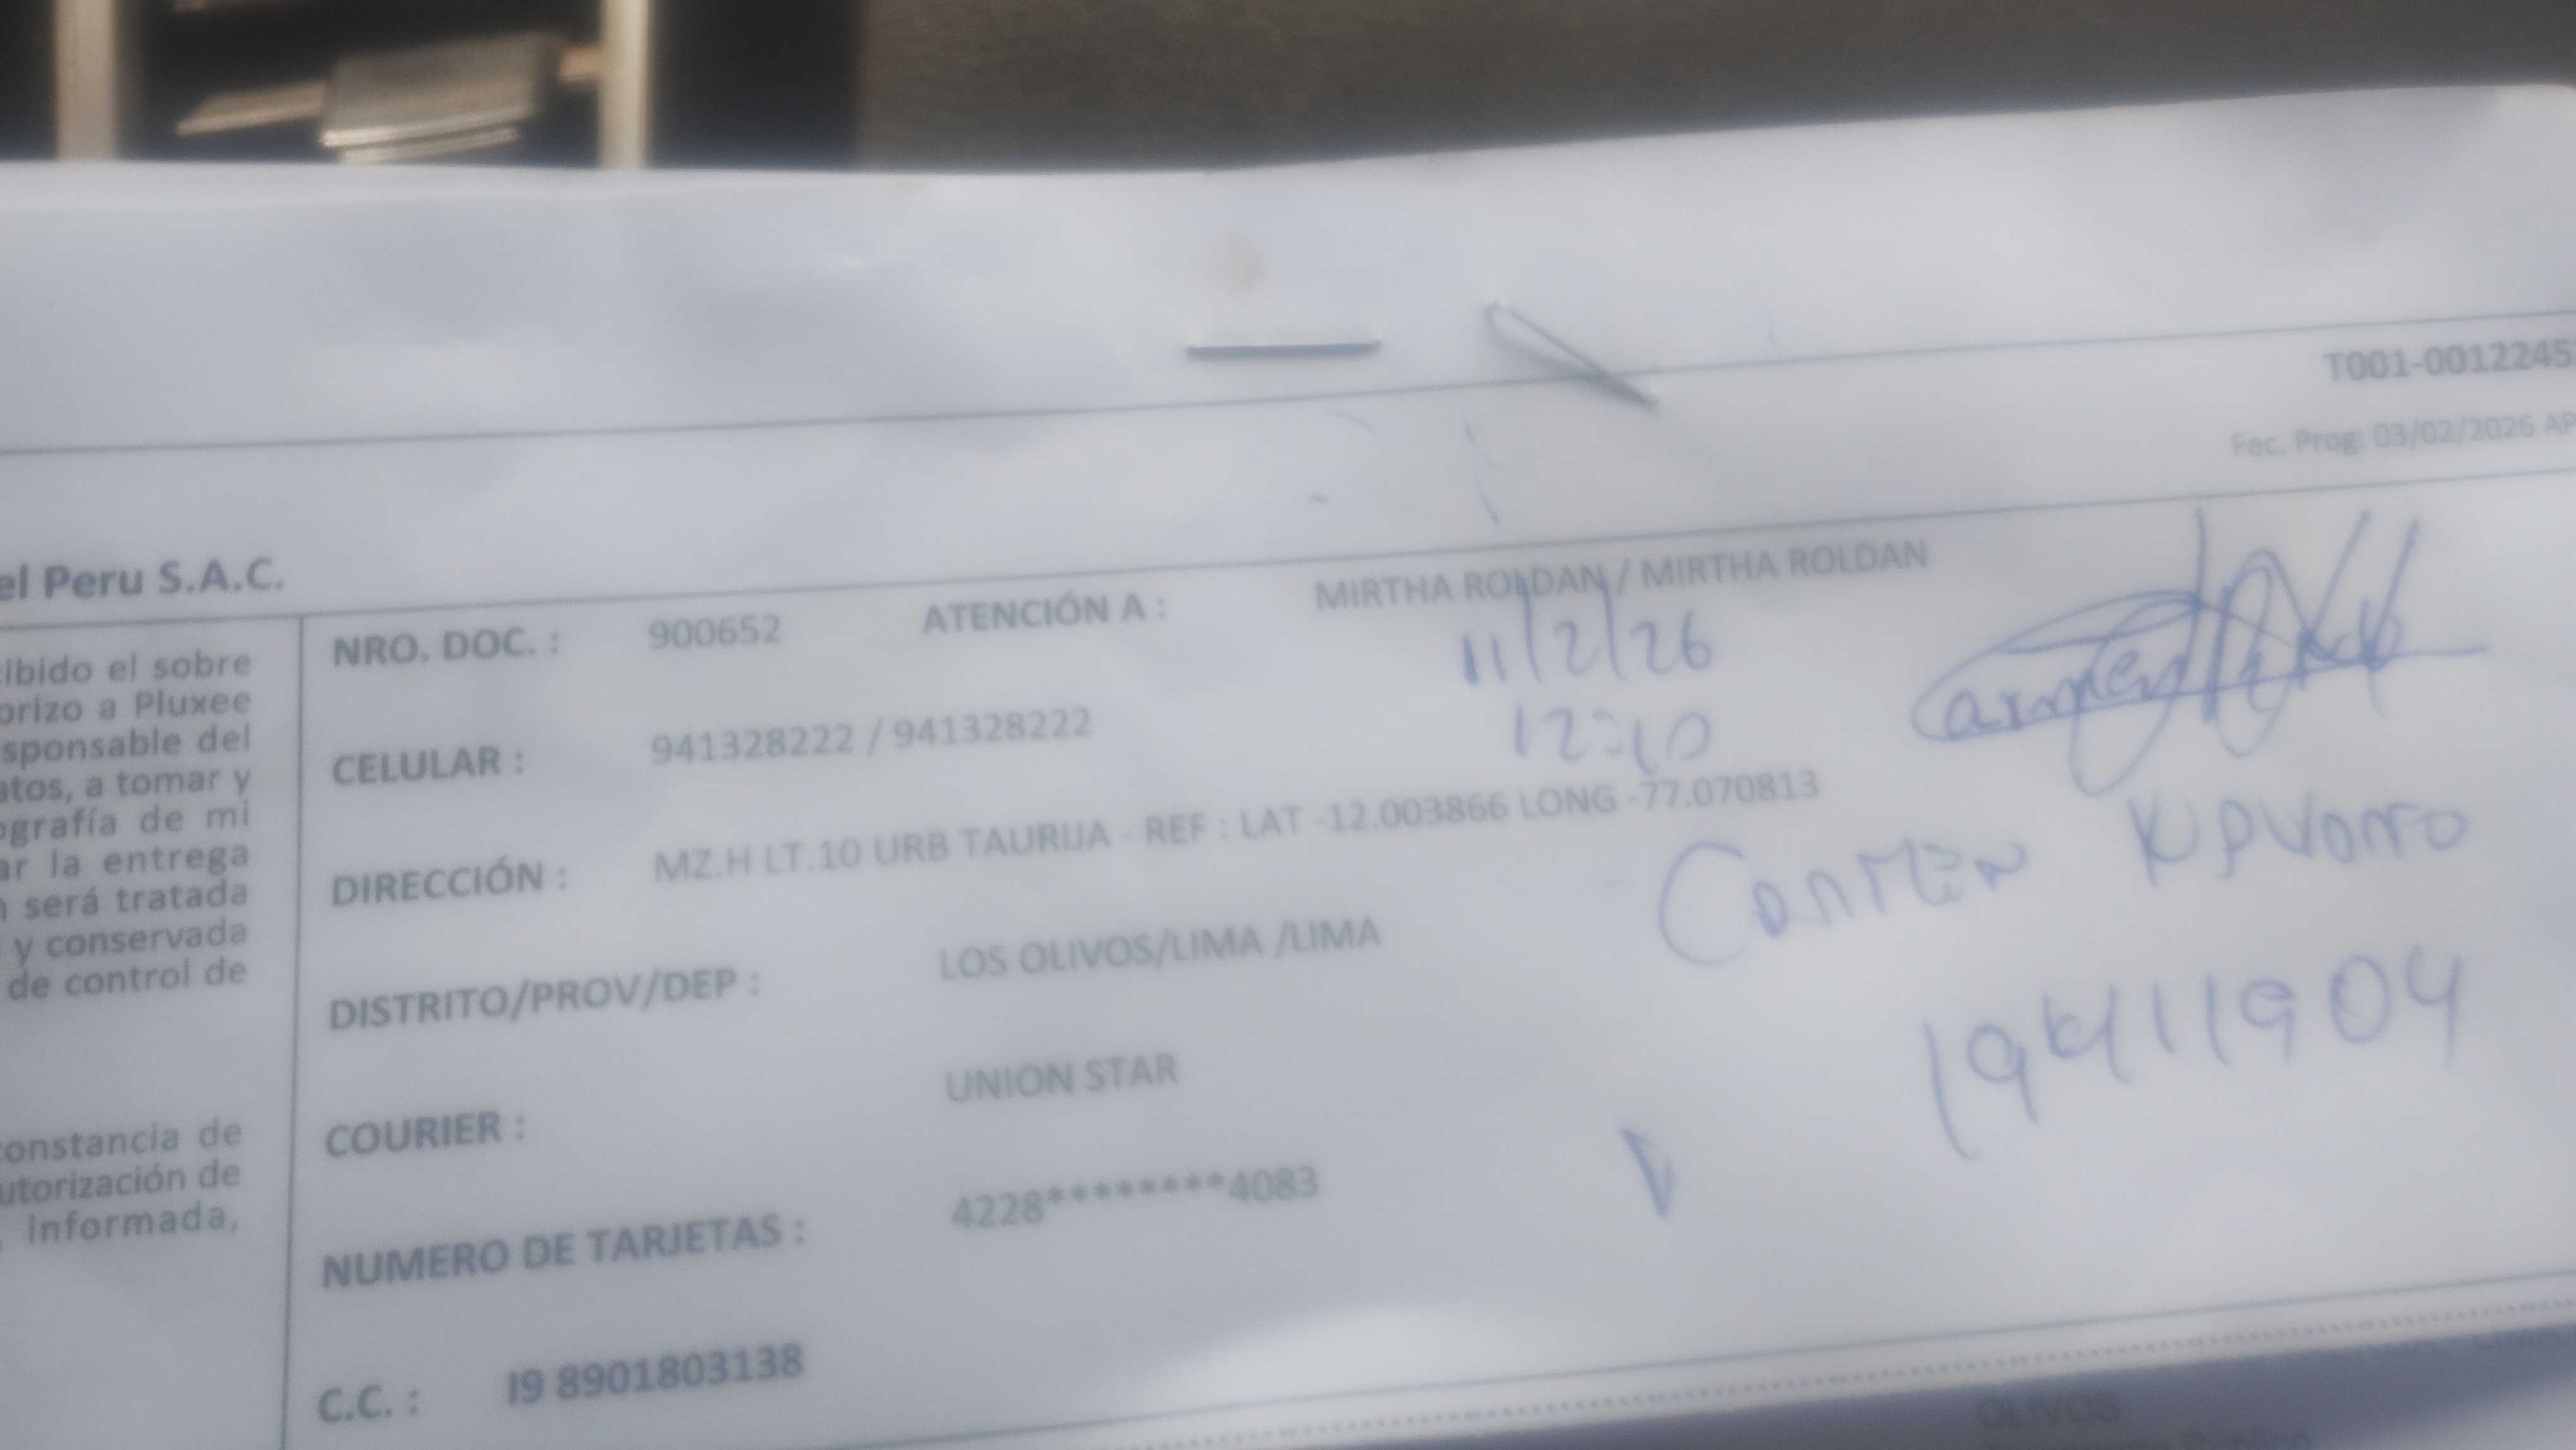 T001-0012245
Fec. Prog: 03/02/2026 AP
el Peru S.A.C.
ibido el sobre
orizo a Pluxee
sponsable del
atos, a tomar y
ografía de mi
ar la entrega
será tratada
y conservada
de control de
onstancia de
utorización de
informada,
NRO. DOC. : 900652 ATENCIÓN A : MIRTHA ROLDAN / MIRTHA ROLDAN
11/2/26
12:10
CELULAR : 941328222 / 941328222
DIRECCIÓN : MZ.H LT.10 URB TAURIJA - REF : LAT -12.003866 LONG -77.070813
Carmen Navarro
DISTRITO/PROV/DEP : LOS OLIVOS/LIMA /LIMA
COURIER : UNION STAR
NUMERO DE TARJETAS : 4228********4083
C.C. : I9 8901803138
OLIVOS